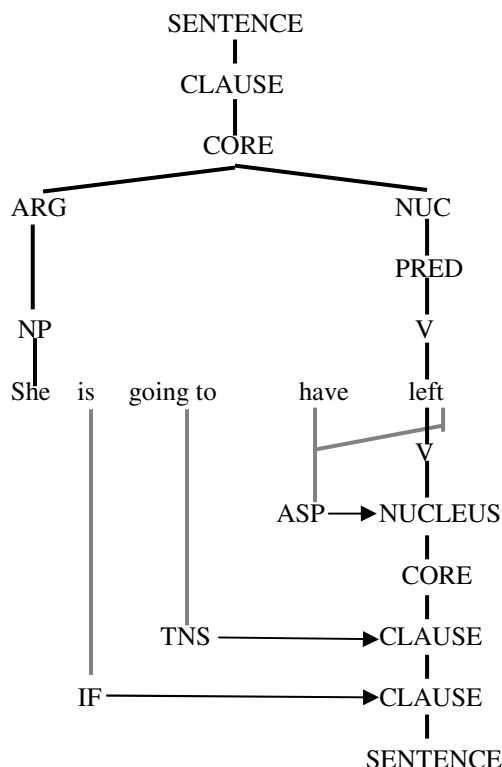 SENTENCE
CLAUSE
CORE
ARG NUC
PRED
NP V
She is going to have left
V
ASP NUCLEUS
CORE
TNS CLAUSE
IF CLAUSE
SENTENCE